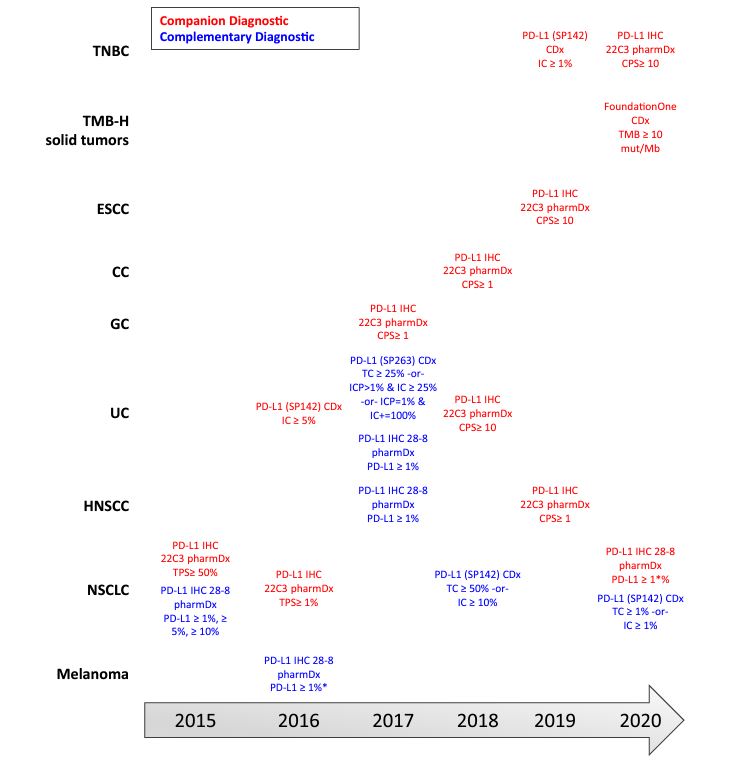 Companion Diagnostic
Complementary Diagnostic
TNBC
PD-L1 (SP142)
CDx
IC ≥ 1%
PD-L1 IHC
22C3 pharmDx
CPS≥ 10
TMB-H
solid tumors
FoundationOne
CDx
TMB ≥ 10
mut/Mb
ESCC
PD-L1 IHC
22C3 pharmDx
CPS≥ 10
CC
PD-L1 IHC
22C3 pharmDx
CPS≥ 1
GC
PD-L1 IHC
22C3 pharmDx
CPS≥ 1
UC
PD-L1 (SP142) CDx
IC ≥ 5%
PD-L1 (SP263) CDx
TC ≥ 25% -or-
ICP>1% & IC ≥ 25%
-or- ICP=1% &
IC+=100%
PD-L1 IHC 28-8
pharmDx
PD-L1 ≥ 1%
PD-L1 IHC
22C3 pharmDx
CPS≥ 10
HNSCC
PD-L1 IHC 28-8
pharmDx
PD-L1 ≥ 1%
PD-L1 IHC
22C3 pharmDx
CPS≥ 1
NSCLC
PD-L1 IHC
22C3 pharmDx
TPS≥ 50%
PD-L1 IHC 28-8
pharmDx
PD-L1 ≥ 1%, ≥
5%, ≥ 10%
PD-L1 IHC
22C3 pharmDx
TPS≥ 1%
PD-L1 (SP142) CDx
TC ≥ 50% -or-
IC ≥ 10%
PD-L1 IHC 28-8
pharmDx
PD-L1 ≥ 1*%
PD-L1 (SP142) CDx
TC ≥ 1% -or-
IC ≥ 1%
Melanoma
PD-L1 IHC 28-8
pharmDx
PD-L1 ≥ 1%*
2015 2016 2017 2018 2019 2020